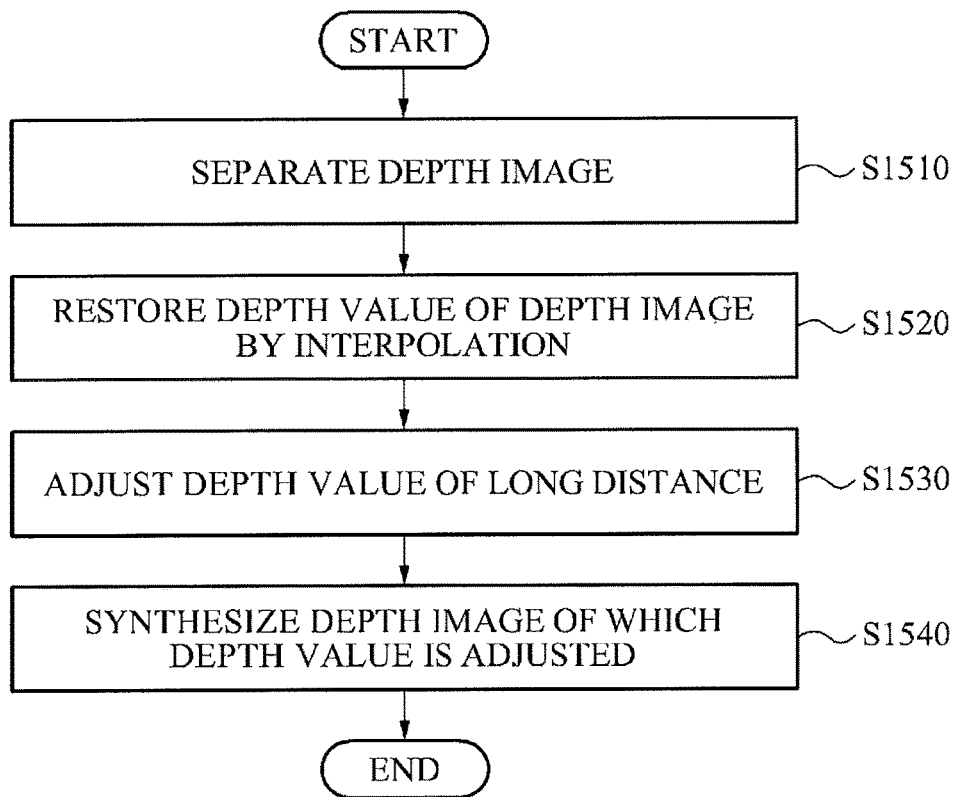 START
SEPARATE DEPTH IMAGE
S1510
RESTORE DEPTH VALUE OF DEPTH IMAGE
BY INTERPOLATION
S1520
ADJUST DEPTH VALUE OF LONG DISTANCE
S1530
SYNTHESIZE DEPTH IMAGE OF WHICH
DEPTH VALUE IS ADJUSTED
S1540
END